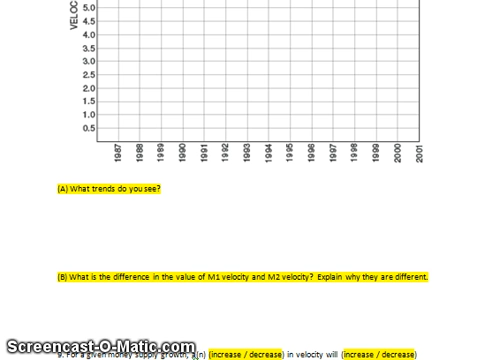 VELOC
5.0
4.5
4.0
3.5
3.0
2.5
2.0
1.5
1.0
0.5
1987 1988 1989 1990 1991 1992 1993 1994 1995 1996 1997 1998 1999 2000 2001
(A) What trends do you see?
(B) What is the difference in the value of M1 velocity and M2 velocity? Explain why they are different.
Screencast-O-Matic.com
9. For a given money supply growth, a(n) (increase / decrease) in velocity will (increase / decrease)